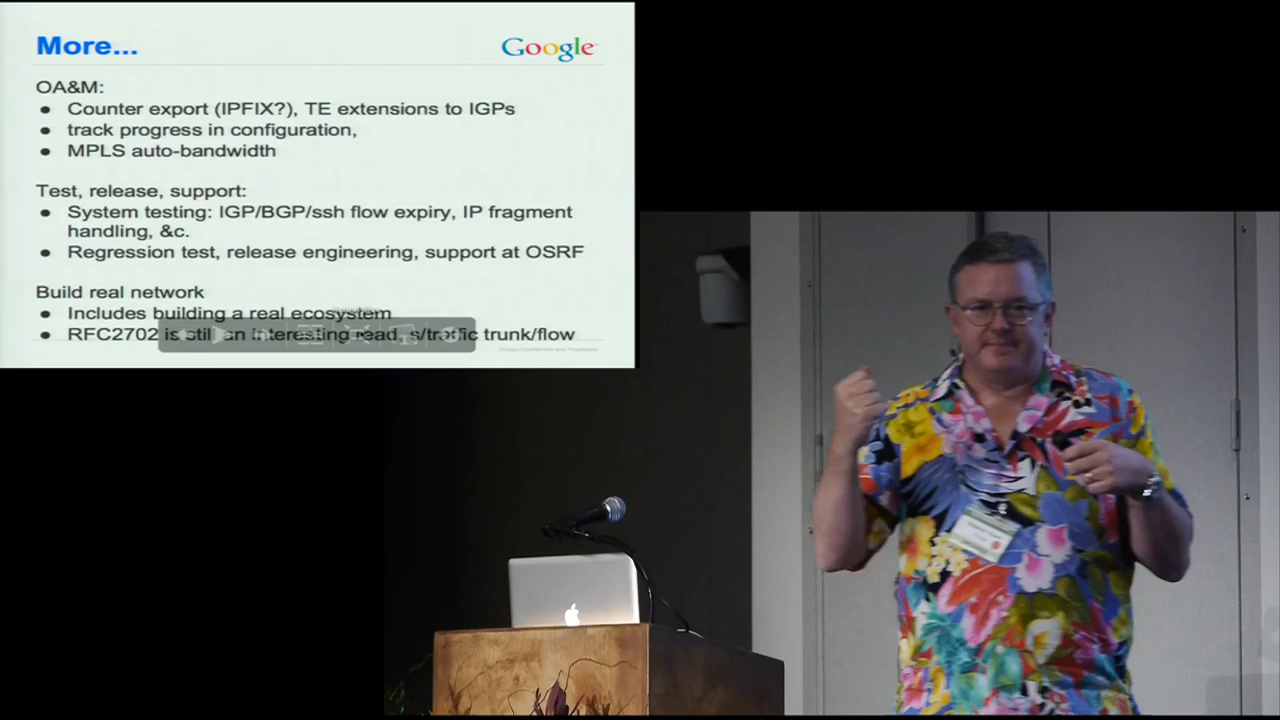 More...
Google
OA&M:
● Counter export (IPFIX?), TE extensions to IGPs
● track progress in configuration,
● MPLS auto-bandwidth
Test, release, support:
● System testing: IGP/BGP/ssh flow expiry, IP fragment
handling, &c.
● Regression test, release engineering, support at OSRF
Build real network
● Includes building a real ecosystem
● RFC2702 is still an interesting read, s/traffic trunk/flow